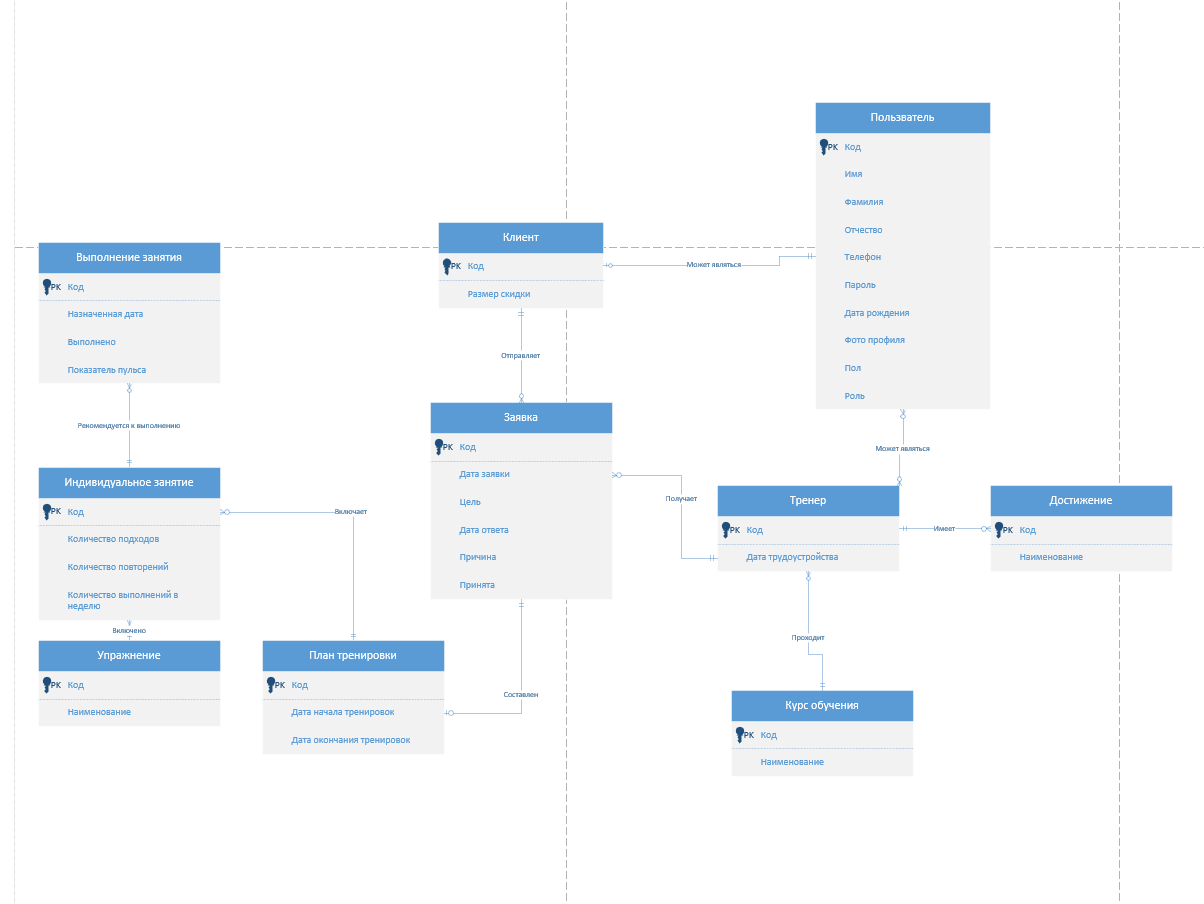 Пользватель
PK Код
Имя
Фамилия
Отчество
Телефон
Пароль
Дата рождения
Фото профиля
Пол
Роль
Клиент
PK Код
Размер скидки
Может являться
Выполнение занятия
PK Код
Назначенная дата
Выполнено
Показатель пульса
Отправляет
Рекомендуется к выполнению
Заявка
PK Код
Дата заявки
Цель
Дата ответа
Причина
Принята
Может являться
Получает
Индивидуальное занятие
PK Код
Количество подходов
Количество повторений
Количество выполнений в
неделю
Включает
Тренер
PK Код
Дата трудоустройства
Имеет
Достижение
PK Код
Наименование
Включено
Упражнение
PK Код
Наименование
План тренировки
PK Код
Дата начала тренировок
Дата окончания тренировок
Составлен
Проходит
Курс обучения
PK Код
Наименование